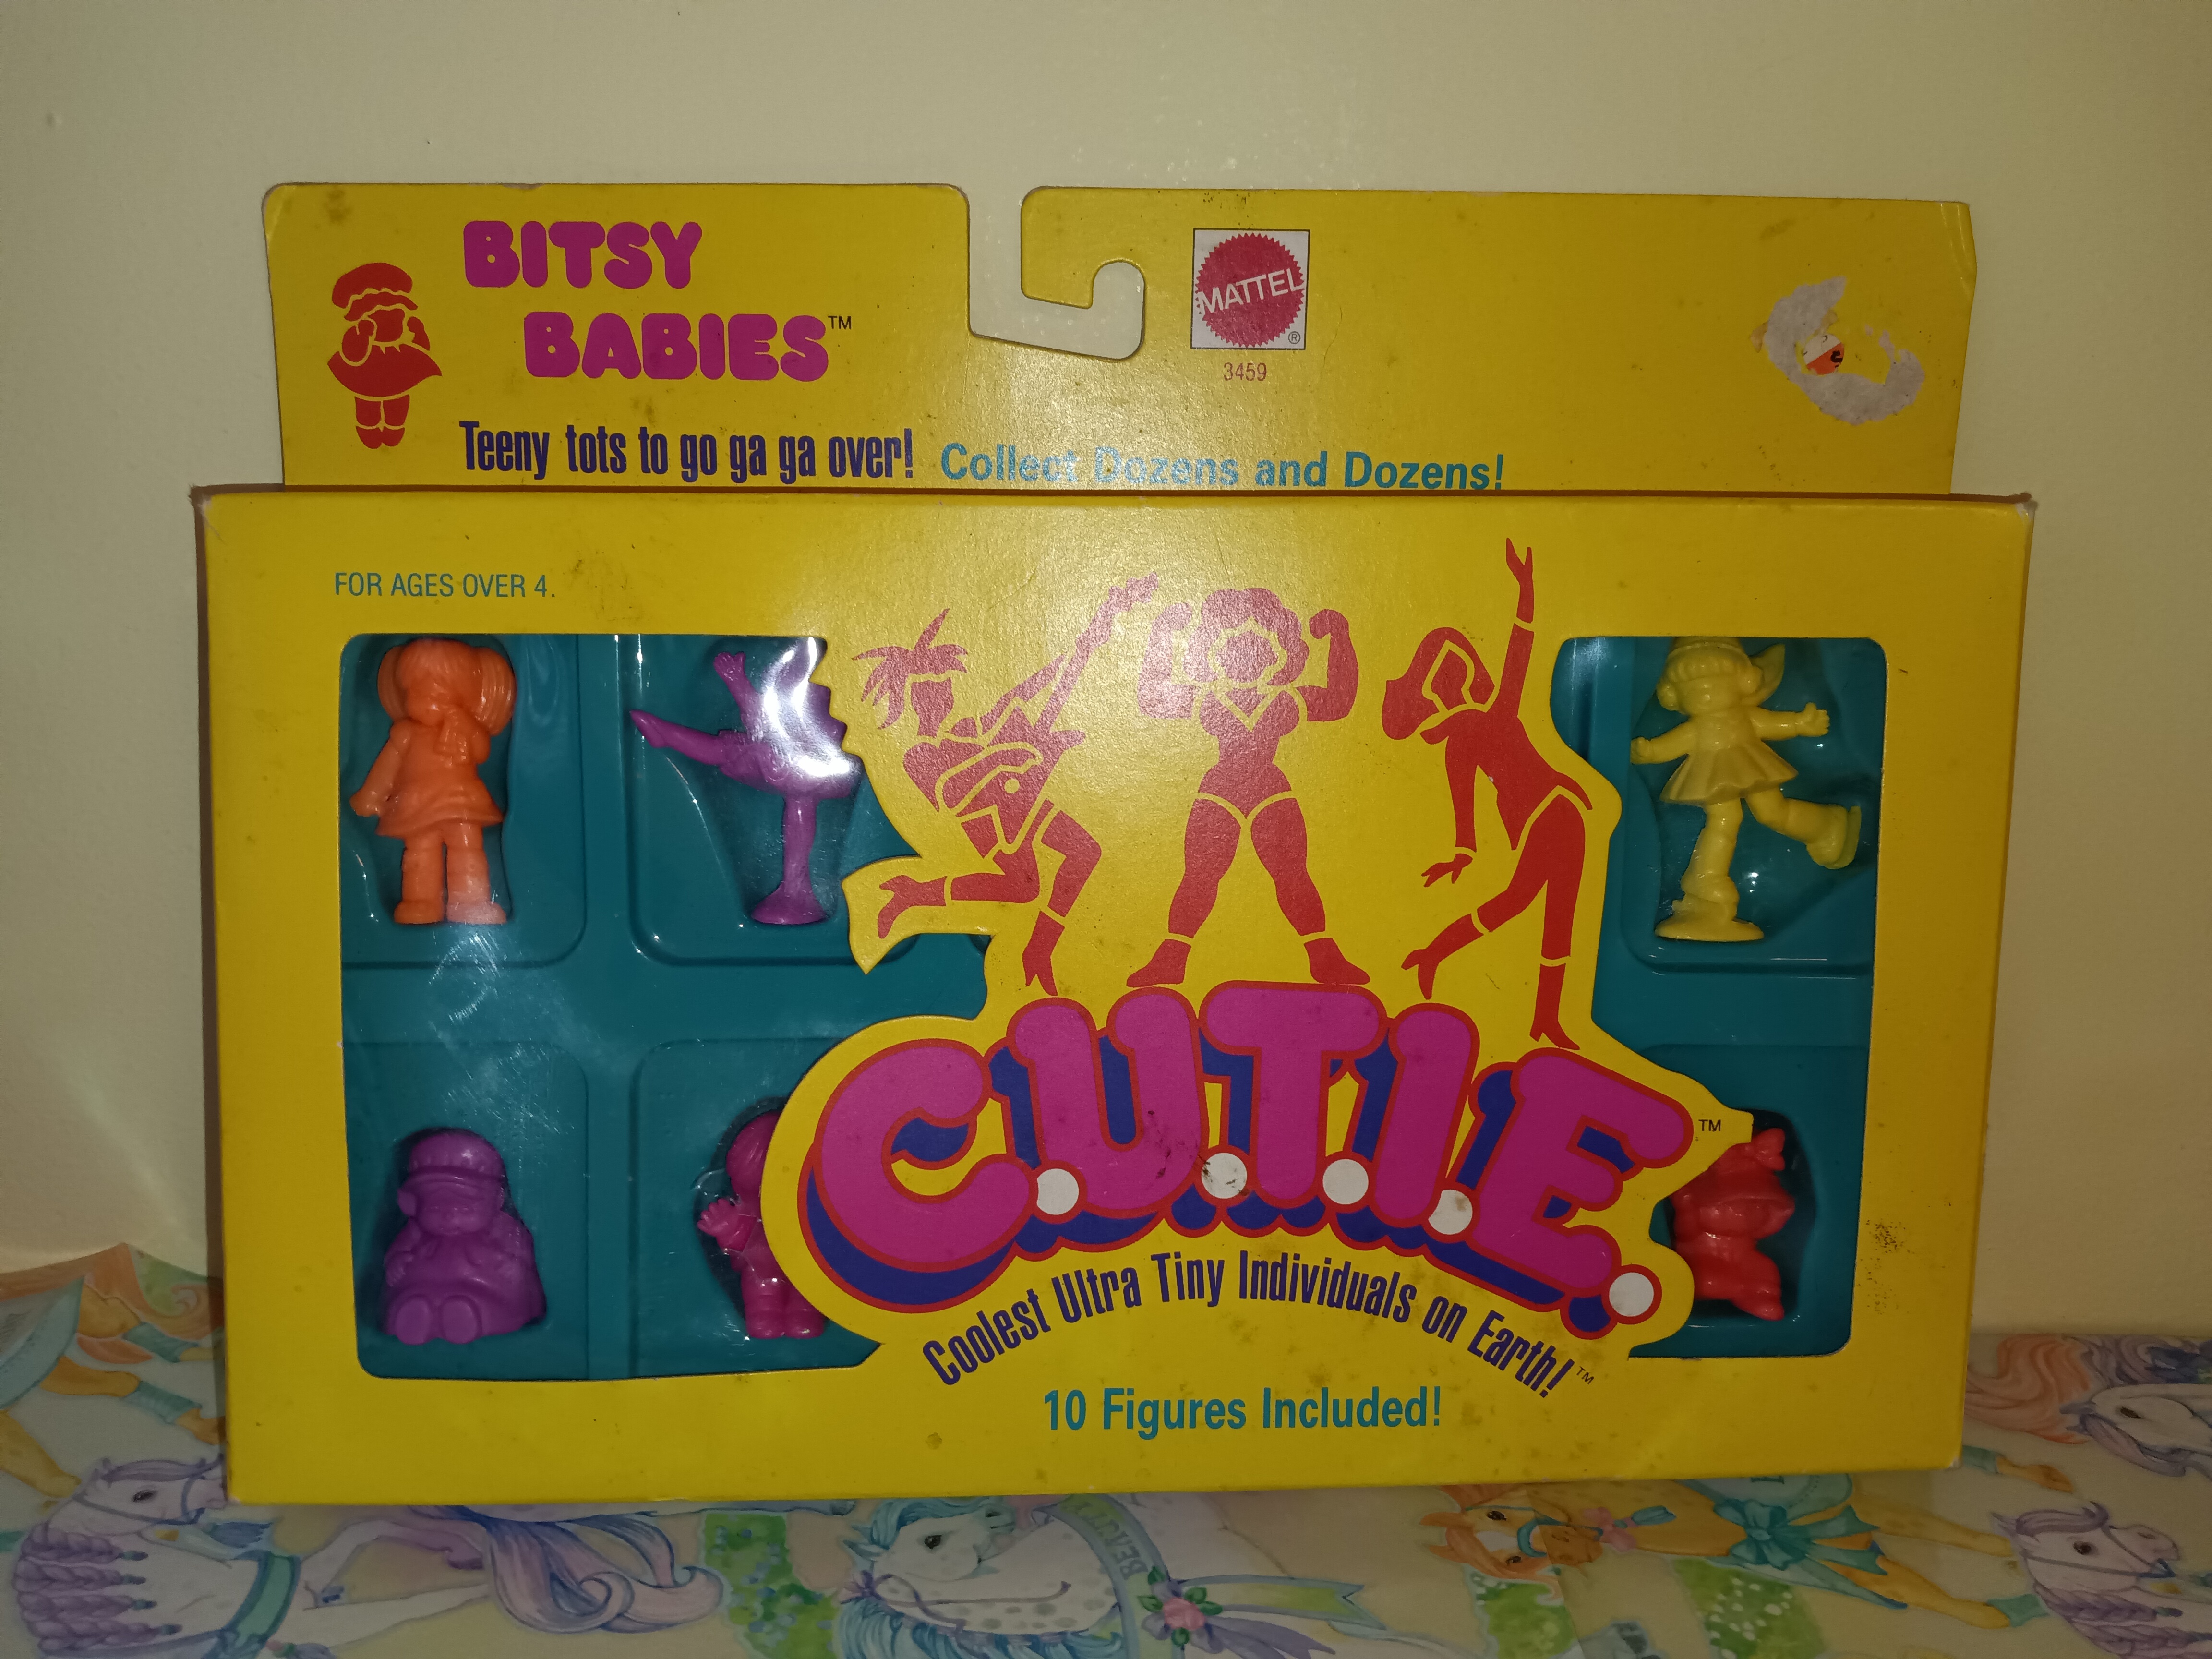 BITSY
BABIES™
MATTEL®
3459
Teeny tots to go ga ga over!
Collect Dozens and Dozens!
FOR AGES OVER 4.
C.U.T.I.E.™
Coolest Ultra Tiny Individuals on Earth!™
10 Figures Included!